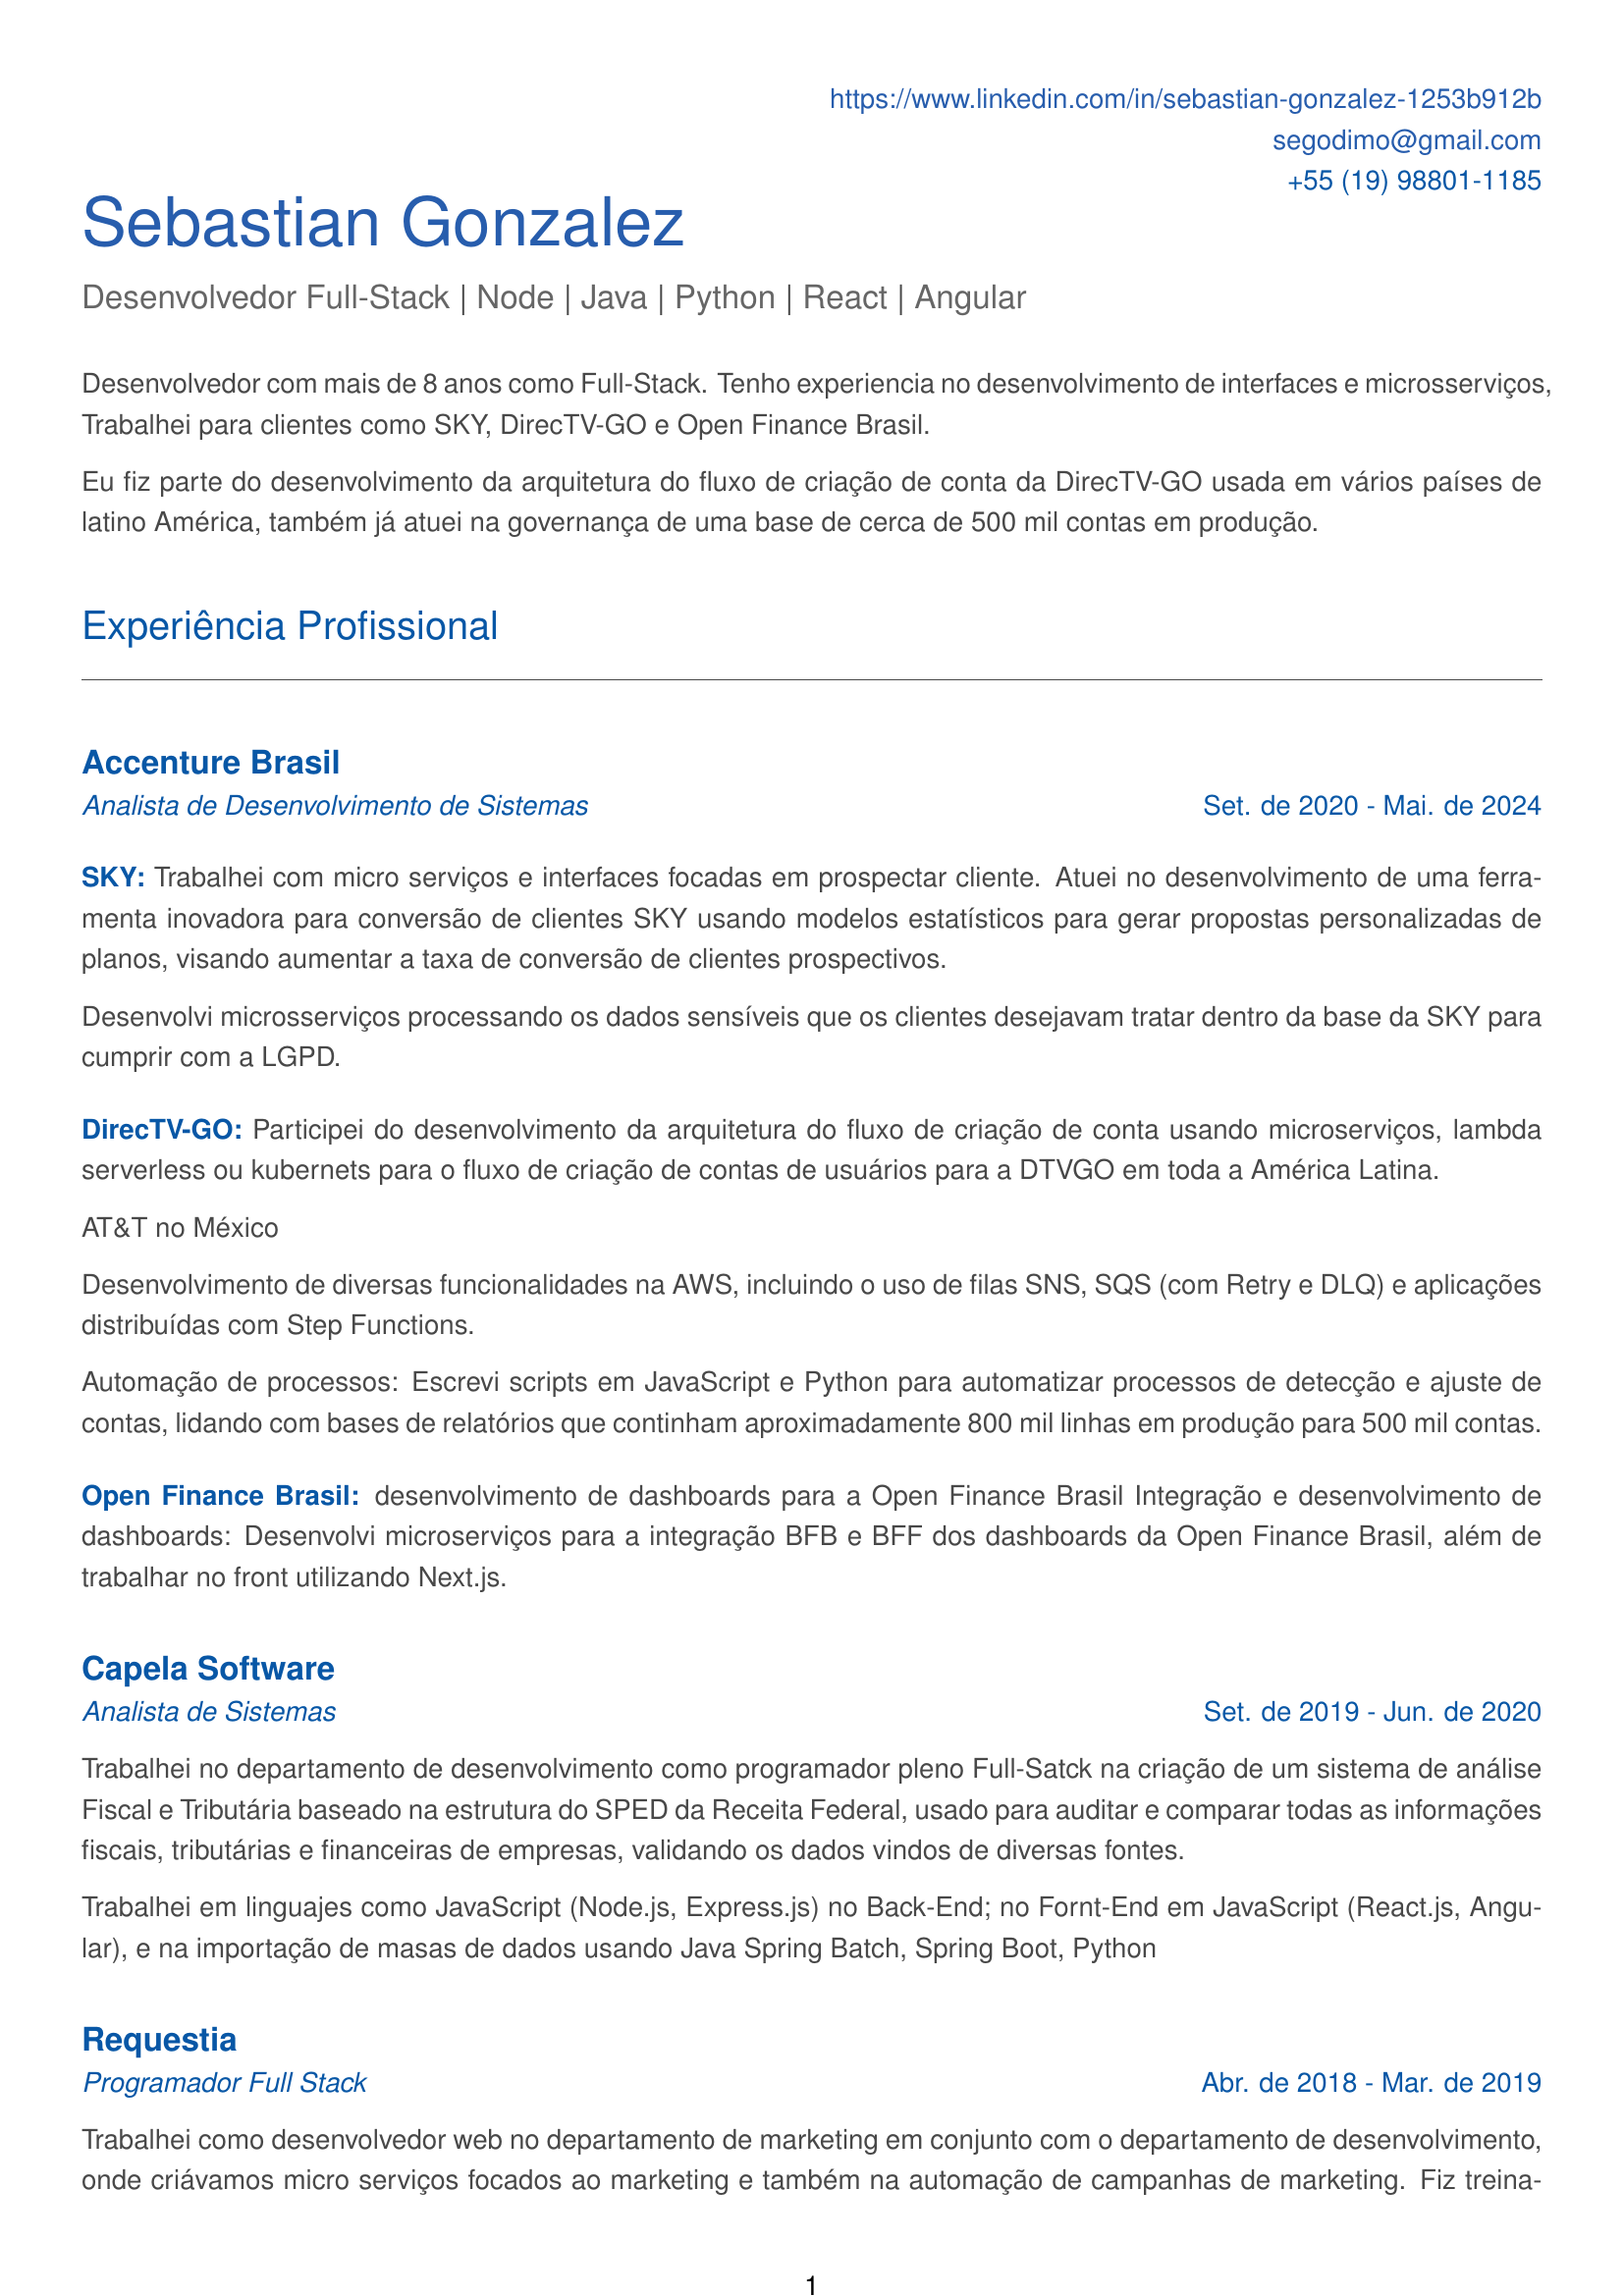 https://www.linkedin.com/in/sebastian-gonzalez-1253b912b
segodimo@gmail.com
+55 (19) 98801-1185
Sebastian Gonzalez
Desenvolvedor Full-Stack | Node | Java | Python | React | Angular
Desenvolvedor com mais de 8 anos como Full-Stack. Tenho experiencia no desenvolvimento de interfaces e microsserviços,
Trabalhei para clientes como SKY, DirecTV-GO e Open Finance Brasil.
Eu fiz parte do desenvolvimento da arquitetura do fluxo de criação de conta da DirecTV-GO usada em vários países de
latino América, também já atuei na governança de uma base de cerca de 500 mil contas em produção.
Experiência Profissional
Accenture Brasil
Analista de Desenvolvimento de Sistemas Set. de 2020 - Mai. de 2024
SKY: Trabalhei com micro serviços e interfaces focadas em prospectar cliente. Atuei no desenvolvimento de uma ferra-
menta inovadora para conversão de clientes SKY usando modelos estatísticos para gerar propostas personalizadas de
planos, visando aumentar a taxa de conversão de clientes prospectivos.
Desenvolvi microsserviços processando os dados sensíveis que os clientes desejavam tratar dentro da base da SKY para
cumprir com a LGPD.
DirecTV-GO: Participei do desenvolvimento da arquitetura do fluxo de criação de conta usando microserviços, lambda
serverless ou kubernets para o fluxo de criação de contas de usuários para a DTVGO em toda a América Latina.
AT&T no México
Desenvolvimento de diversas funcionalidades na AWS, incluindo o uso de filas SNS, SQS (com Retry e DLQ) e aplicações
distribuídas com Step Functions.
Automação de processos: Escrevi scripts em JavaScript e Python para automatizar processos de detecção e ajuste de
contas, lidando com bases de relatórios que continham aproximadamente 800 mil linhas em produção para 500 mil contas.
Open Finance Brasil: desenvolvimento de dashboards para a Open Finance Brasil Integração e desenvolvimento de
dashboards: Desenvolvi microserviços para a integração BFB e BFF dos dashboards da Open Finance Brasil, além de
trabalhar no front utilizando Next.js.
Capela Software
Analista de Sistemas Set. de 2019 - Jun. de 2020
Trabalhei no departamento de desenvolvimento como programador pleno Full-Satck na criação de um sistema de análise
Fiscal e Tributária baseado na estrutura do SPED da Receita Federal, usado para auditar e comparar todas as informações
fiscais, tributárias e financeiras de empresas, validando os dados vindos de diversas fontes.
Trabalhei em linguajes como JavaScript (Node.js, Express.js) no Back-End; no Fornt-End em JavaScript (React.js, Angu-
lar), e na importação de masas de dados usando Java Spring Batch, Spring Boot, Python
Requestia
Programador Full Stack Abr. de 2018 - Mar. de 2019
Trabalhei como desenvolvedor web no departamento de marketing em conjunto com o departamento de desenvolvimento,
onde criávamos micro serviços focados ao marketing e também na automação de campanhas de marketing. Fiz treina-
1